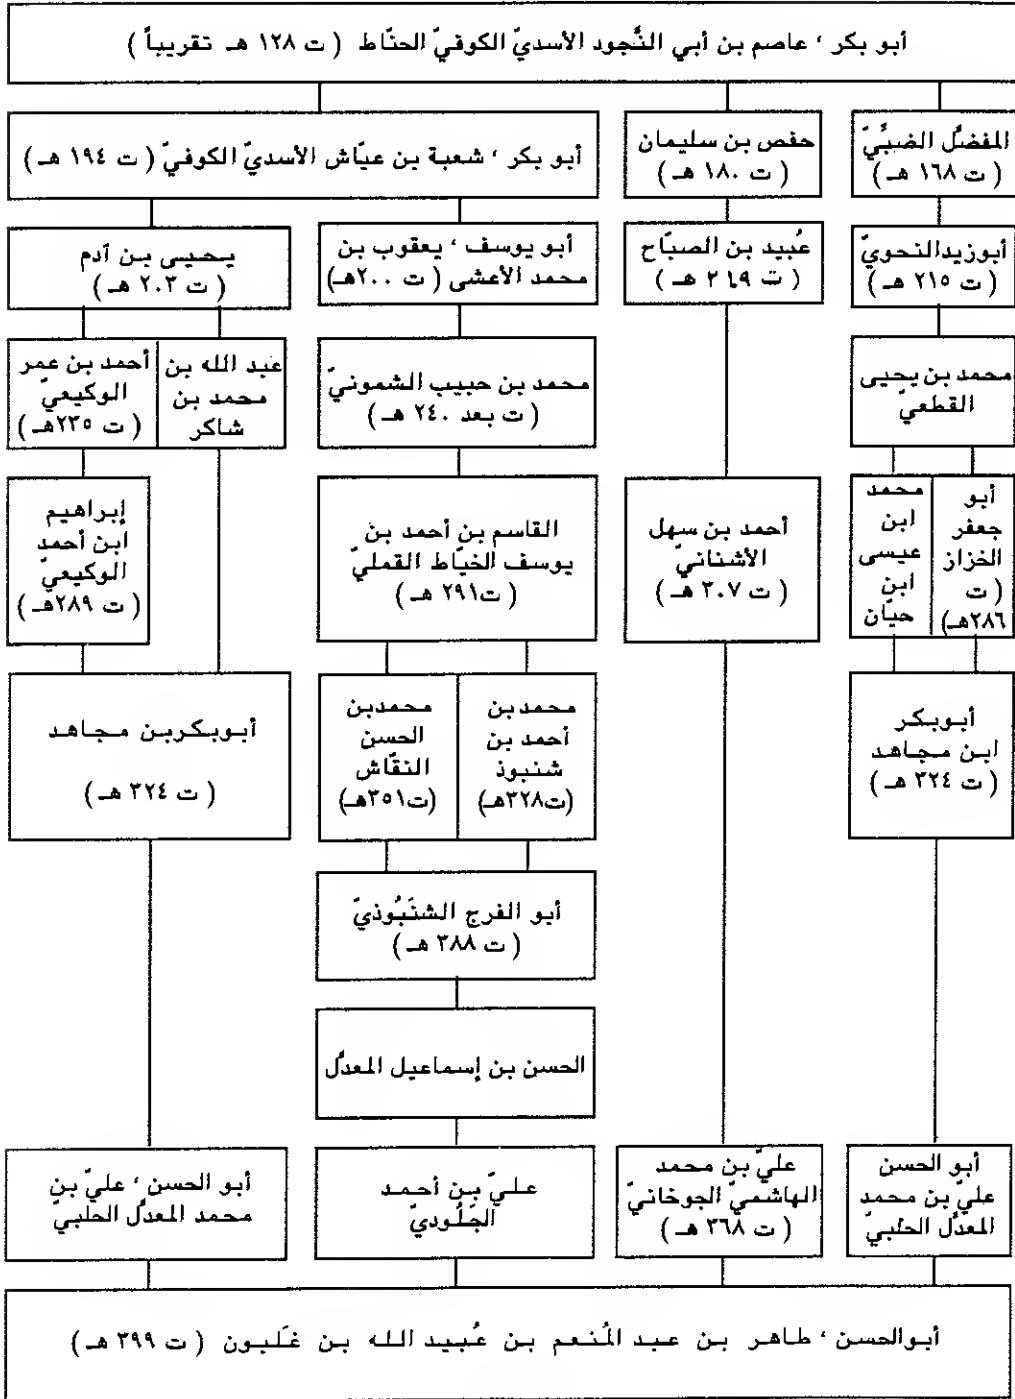 أبو بكر ، عاصم بن أبي النَّجود الأسديّ الكوفيّ الحنّاط ( ت ١٢٨ هـ تقريباً )
المفضَّل الضبِّيّ
( ت ١٦٨ هـ )
حفص بن سليمان
( ت ١٨٠ هـ )
أبو بكر ، شعبة بن عيّاش الأسديّ الكوفيّ ( ت ١٩٤ هـ )
أبوزيدالنحويّ
( ت ٢١٥ هـ )
عُبيد بن الصبّاح
( ت ٢١٩ هـ )
أبو يوسف ، يعقوب بن
محمد الأعشى ( ت ٢٠٠هـ)
يحيى بن آدم
( ت ٢٠٣ هـ )
محمد بن يحيى
القطعيّ
محمد بن حبيب الشمونيّ
( ت بعد ٢٤٠ هـ )
عبد الله بن
محمد بن
شاكر
أحمد بن عمر
الوكيعيّ
( ت ٢٣٥هـ)
أبو
جعفر
الخزاز
( ت
٢٨٦هـ)
محمد
ابن
عيسى
ابن
حيان
أحمد بن سهل
الأشنانيّ
( ت ٣٠٧ هـ )
القاسم بن أحمد بن
يوسف الخيّاط القمليّ
( ت٢٩١ هـ )
إبراهيم
ابن أحمد
الوكيعيّ
( ت ٢٨٩هـ)
أبوبكر
ابن مجاهد
( ت ٣٢٤ هـ )
محمدبن
أحمد بن
شنبوذ
(ت٣٢٨هـ)
محمدبن
الحسن
النقّاش
(ت٣٥١هـ)
أبوبكربن مجاهد
( ت ٣٢٤ هـ )
أبو الفرج الشنَبُوذيّ
( ت ٣٨٨ هـ )
الحسن بن إسماعيل المعدَّل
أبو الحسن
عليّ بن محمد
المعدَّل الحلبيّ
عليّ بن محمد
الهاشميّ الجوخانيّ
( ت ٣٦٨ هـ )
عليّ بن أحمد
الجَلُوديّ
أبو الحسن ، عليّ بن
محمد المعدَّل الحلبيّ
أبوالحسن ، طاهر بن عبد المُنعم بن عُبيد الله بن غَلبون ( ت ٣٩٩ هـ )